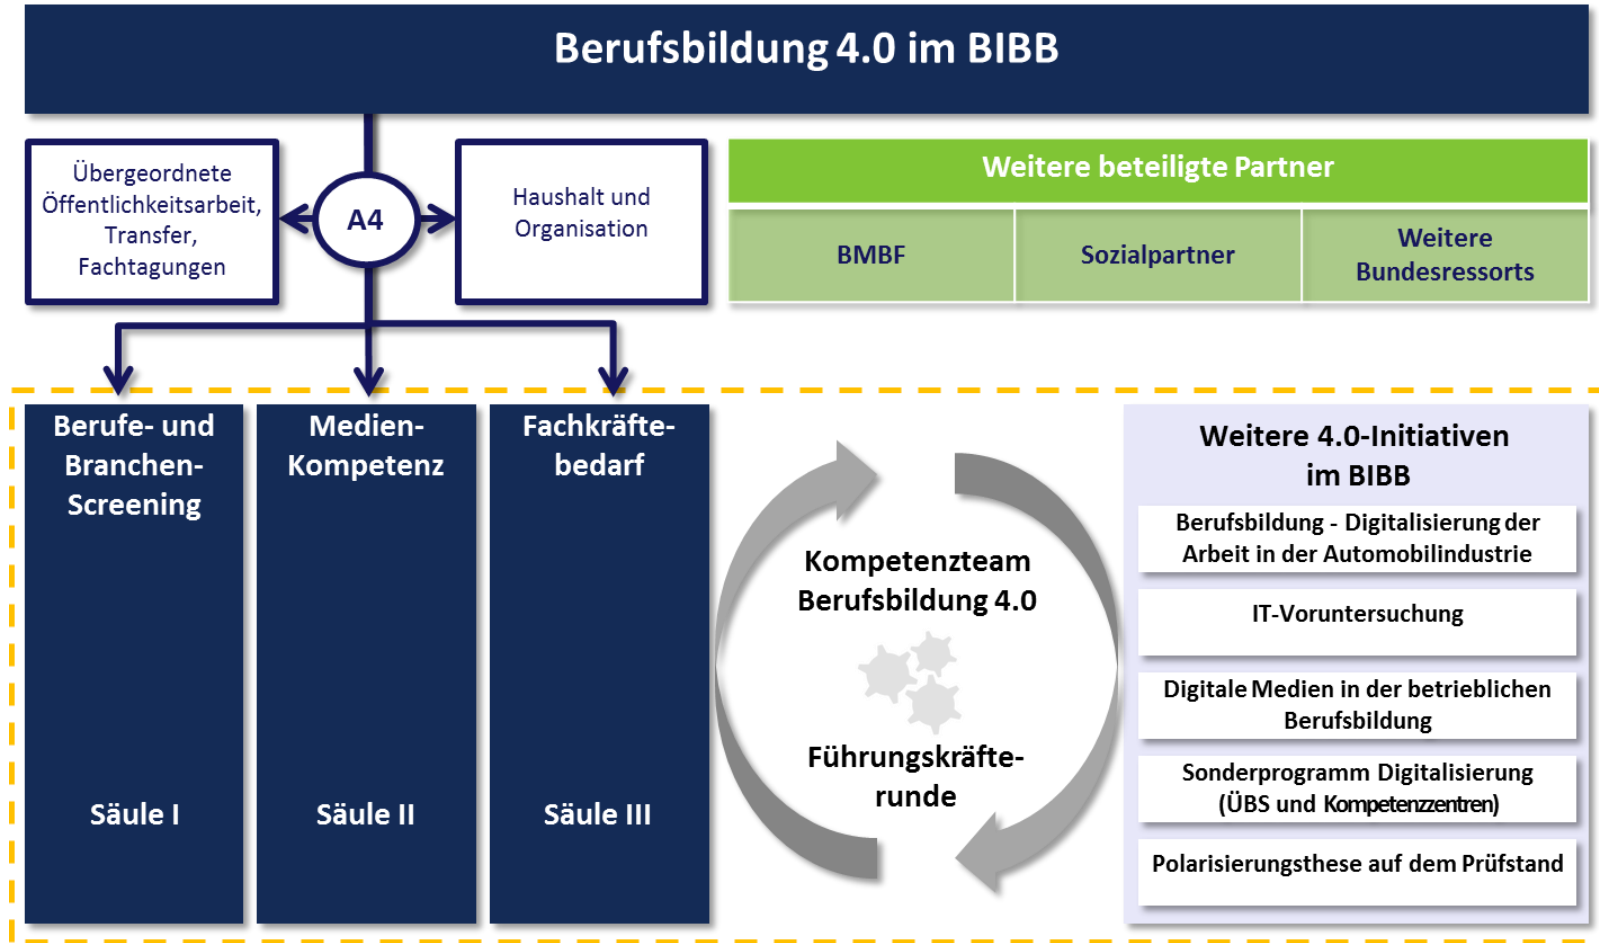 Berufsbildung 4.0 im BIBB
Übergeordnete
Öffentlichkeitsarbeit,
Transfer,
Fachtagungen
A4
Haushalt und
Organisation
Weitere beteiligte Partner
BMBF
Sozialpartner
Weitere
Bundesressorts
Berufe- und
Branchen-
Screening
Säule I
Medien-
Kompetenz
Säule II
Fachkräfte-
bedarf
Säule III
Kompetenzteam
Berufsbildung 4.0
Führungskräfte-
runde
Weitere 4.0-Initiativen
im BIBB
Berufsbildung - Digitalisierung der
Arbeit in der Automobilindustrie
IT-Voruntersuchung
Digitale Medien in der betrieblichen
Berufsbildung
Sonderprogramm Digitalisierung
(ÜBS und Kompetenzzentren)
Polarisierungsthese auf dem Prüfstand